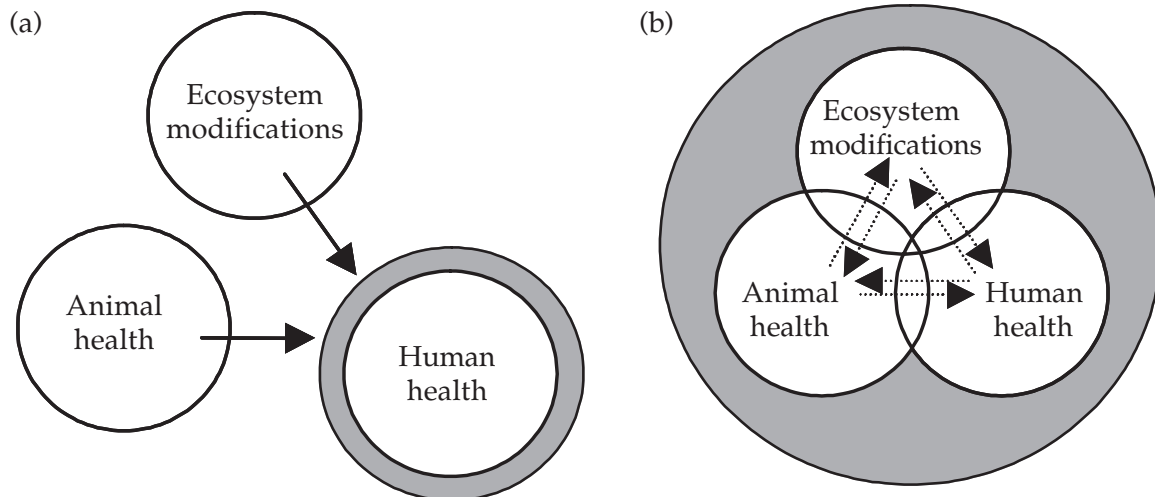 (a)
Ecosystem
modifications
Animal
health
Human
health
(b)
Ecosystem
modifications
Animal
health
Human
health